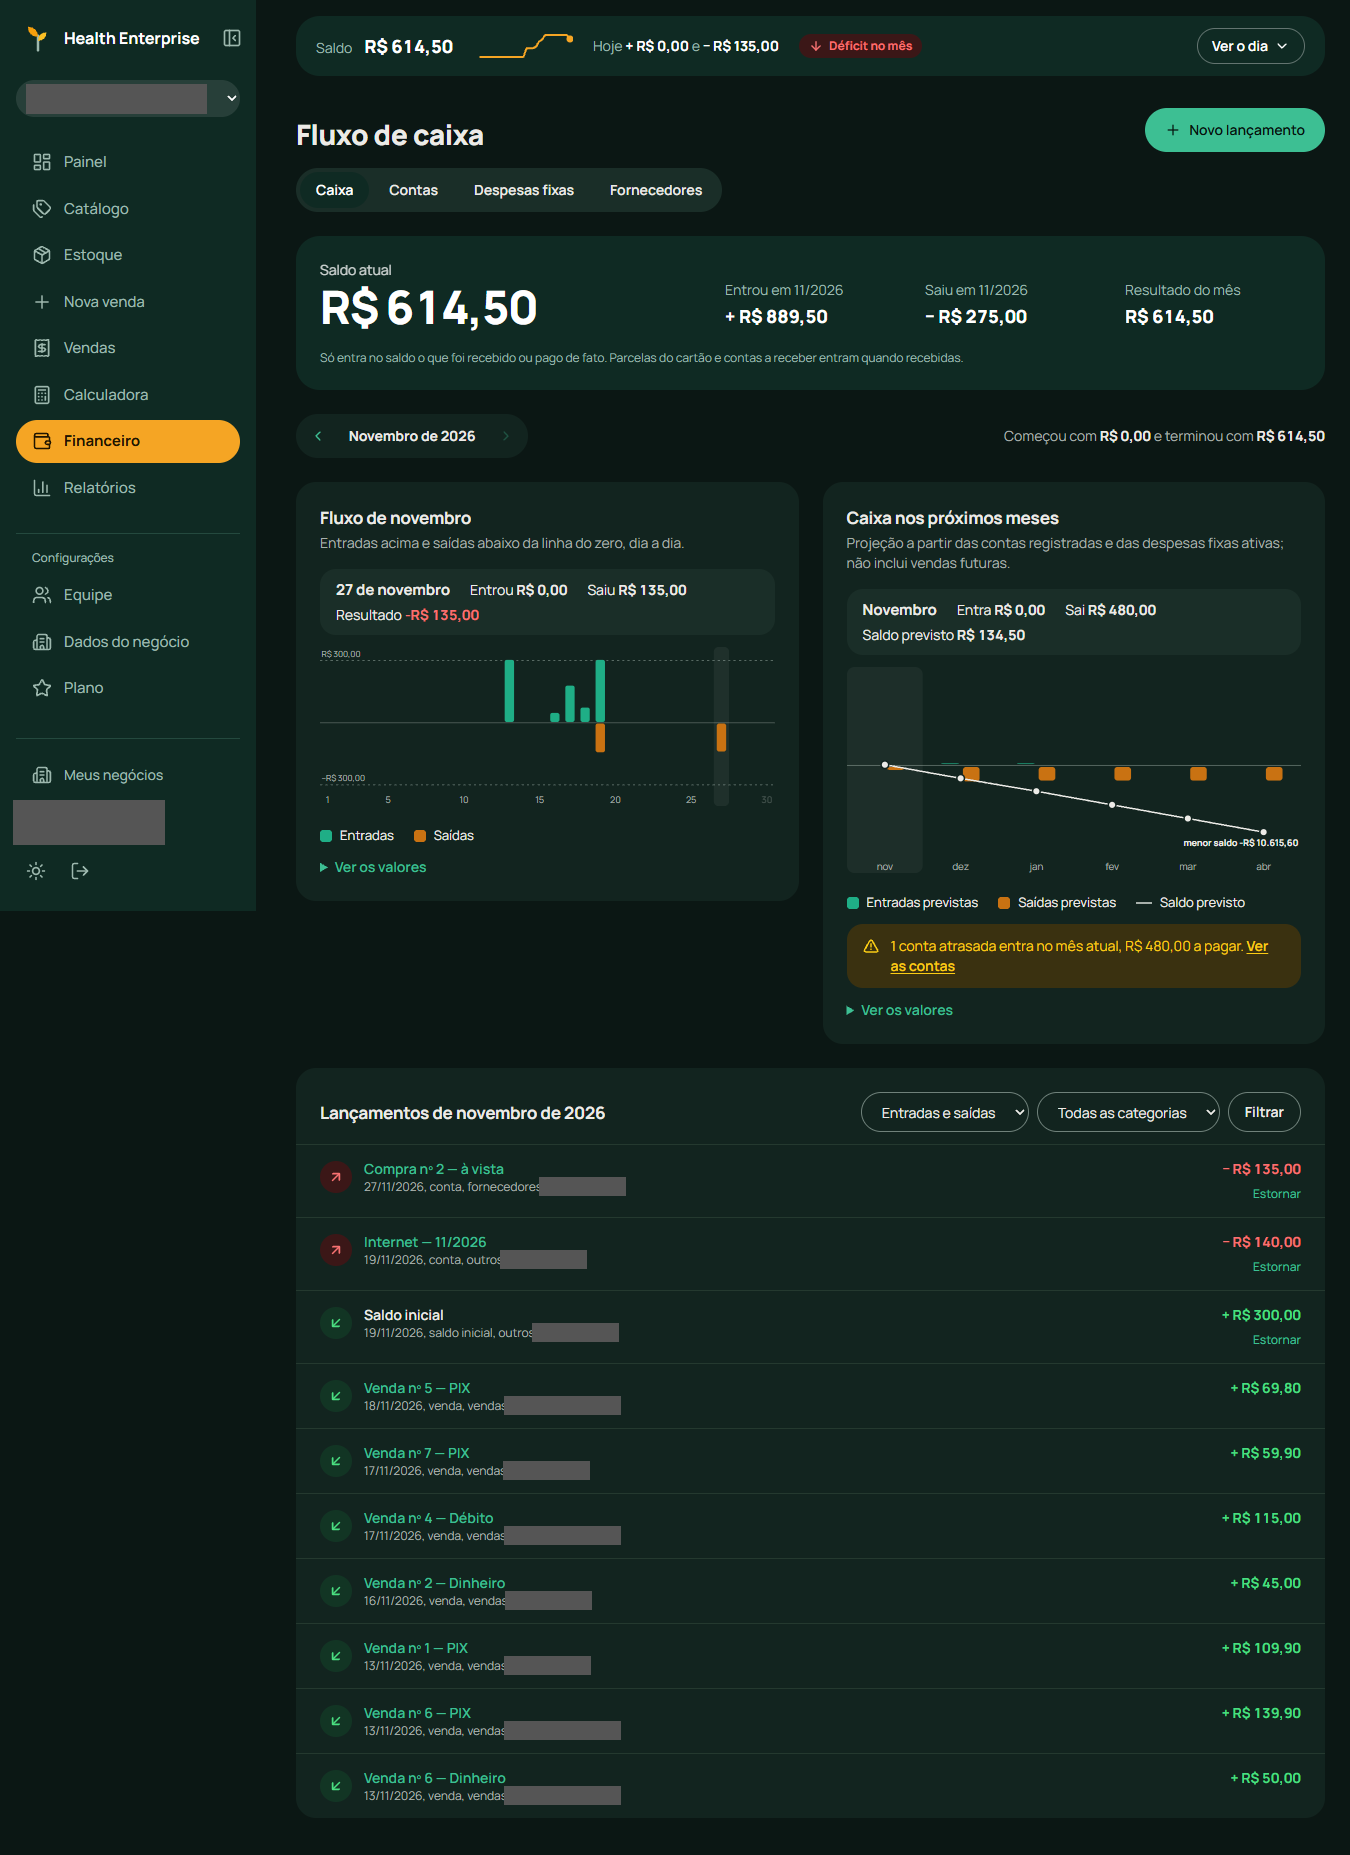 Health Enterprise
Painel
Catálogo
Estoque
Nova venda
Vendas
Calculadora
Financeiro
Relatórios
Configurações
Equipe
Dados do negócio
Plano
Meus negócios
Saldo R$ 614,50 Hoje + R$ 0,00 e − R$ 135,00 Déficit no mês Ver o dia
Fluxo de caixa
Novo lançamento
Caixa Contas Despesas fixas Fornecedores
Saldo atual
R$ 614,50
Entrou em 11/2026
+ R$ 889,50
Saiu em 11/2026
− R$ 275,00
Resultado do mês
R$ 614,50
Só entra no saldo o que foi recebido ou pago de fato. Parcelas do cartão e contas a receber entram quando recebidas.
Novembro de 2026
Começou com R$ 0,00 e terminou com R$ 614,50
Fluxo de novembro
Entradas acima e saídas abaixo da linha do zero, dia a dia.
27 de novembro Entrou R$ 0,00 Saiu R$ 135,00
Resultado -R$ 135,00
R$ 300,00
−R$ 300,00
1 5 10 15 20 25 30
Entradas Saídas
Ver os valores
Caixa nos próximos meses
Projeção a partir das contas registradas e das despesas fixas ativas;
não inclui vendas futuras.
Novembro Entra R$ 0,00 Sai R$ 480,00
Saldo previsto R$ 134,50
menor saldo -R$ 10.615,60
nov dez jan fev mar abr
Entradas previstas Saídas previstas Saldo previsto
1 conta atrasada entra no mês atual, R$ 480,00 a pagar. Ver
as contas
Ver os valores
Lançamentos de novembro de 2026
Entradas e saídas Todas as categorias Filtrar
Compra nº 2 — à vista − R$ 135,00
27/11/2026, conta, fornecedores Estornar
Internet — 11/2026 − R$ 140,00
19/11/2026, conta, outros Estornar
Saldo inicial + R$ 300,00
19/11/2026, saldo inicial, outros Estornar
Venda nº 5 — PIX + R$ 69,80
18/11/2026, venda, vendas
Venda nº 7 — PIX + R$ 59,90
17/11/2026, venda, vendas
Venda nº 4 — Débito + R$ 115,00
17/11/2026, venda, vendas
Venda nº 2 — Dinheiro + R$ 45,00
16/11/2026, venda, vendas
Venda nº 1 — PIX + R$ 109,90
13/11/2026, venda, vendas
Venda nº 6 — PIX + R$ 139,90
13/11/2026, venda, vendas
Venda nº 6 — Dinheiro + R$ 50,00
13/11/2026, venda, vendas